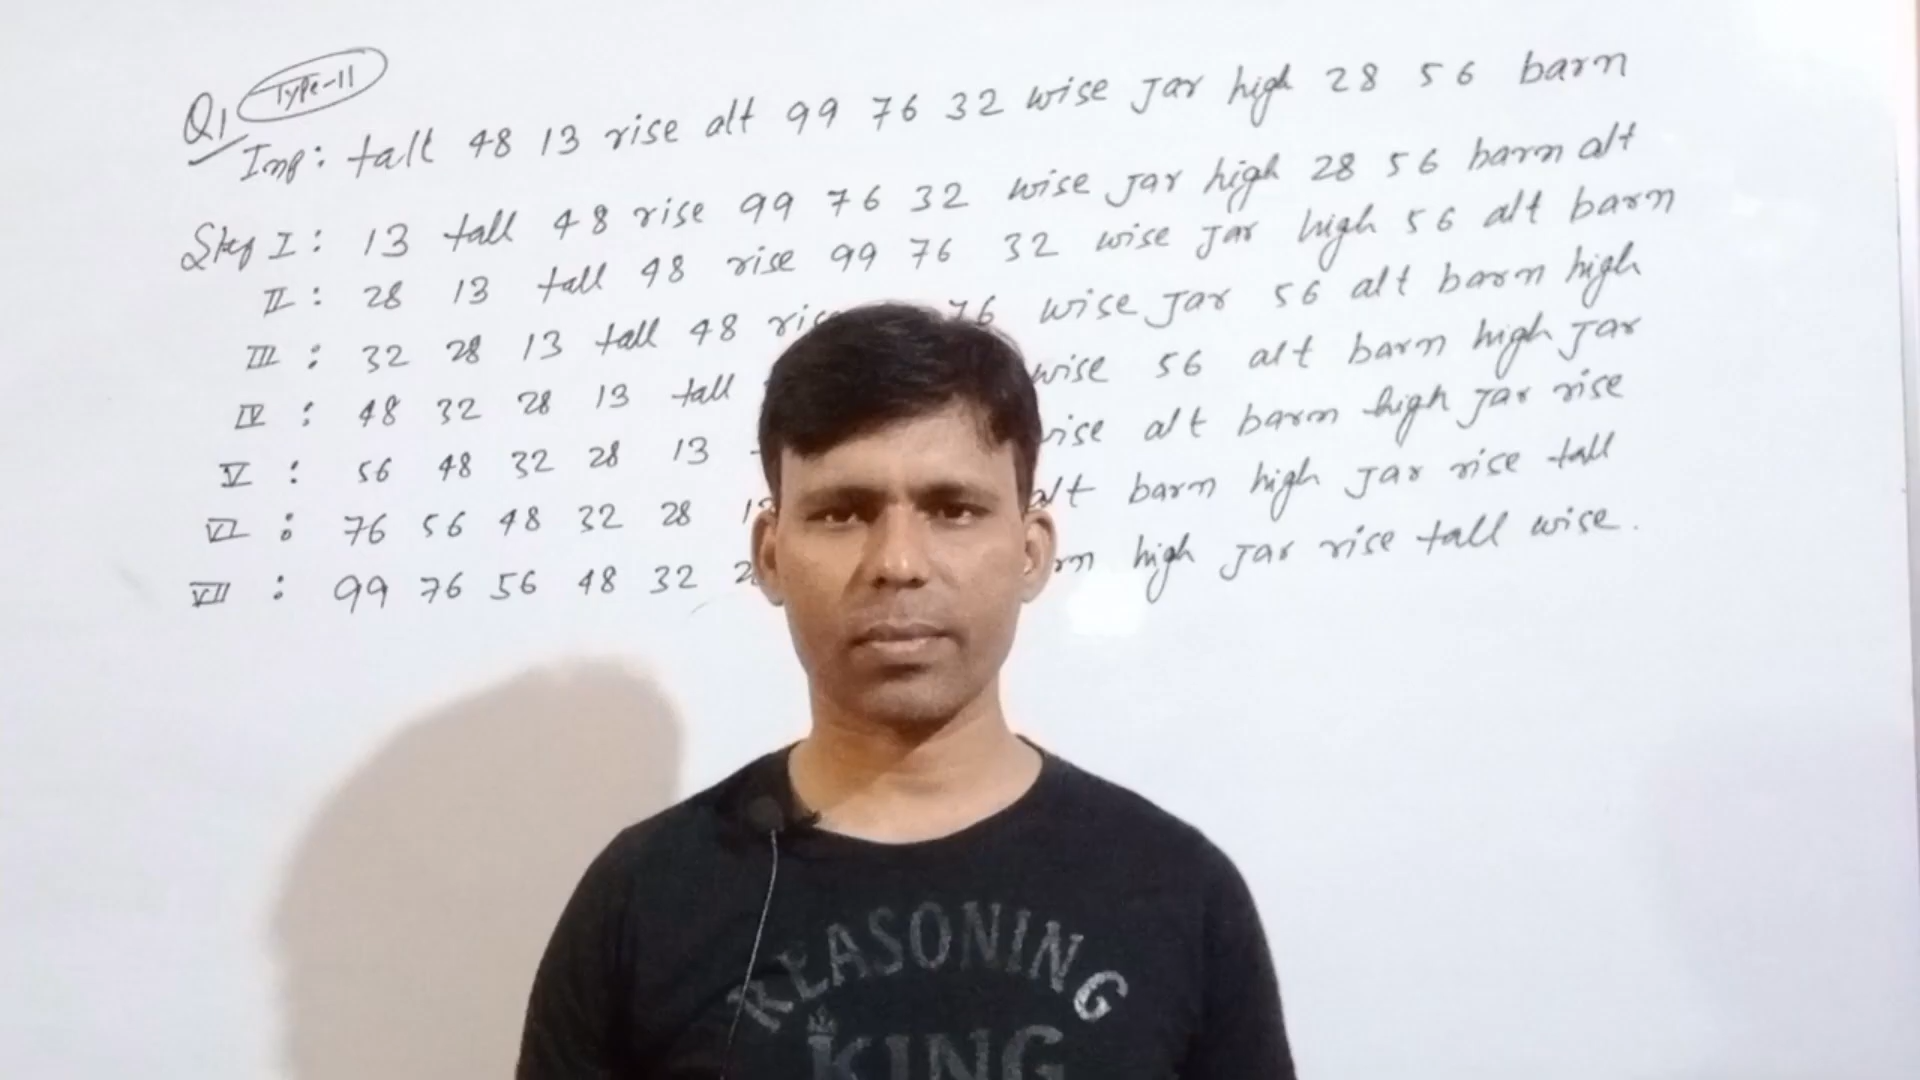 Q1 Type-11
Inp: tall 48 13 rise alt 99 76 32 wise jar high 28 56 barn
Step I: 13 tall 48 rise 99 76 32 wise jar high 28 56 barn alt
II: 28 13 tall 48 rise 99 76 32 wise jar high 56 alt barn
III: 32 28 13 tall 48 76 wise jar 56 alt barn high
IV: 48 32 28 13 tall wise 56 alt barn high jar
V: 56 48 32 28 13 alt barn high jar rise
VI: 76 56 48 32 28 alt barn high jar rise tall
VII: 99 76 56 48 32 high jar rise tall wise.
REASONING
KING